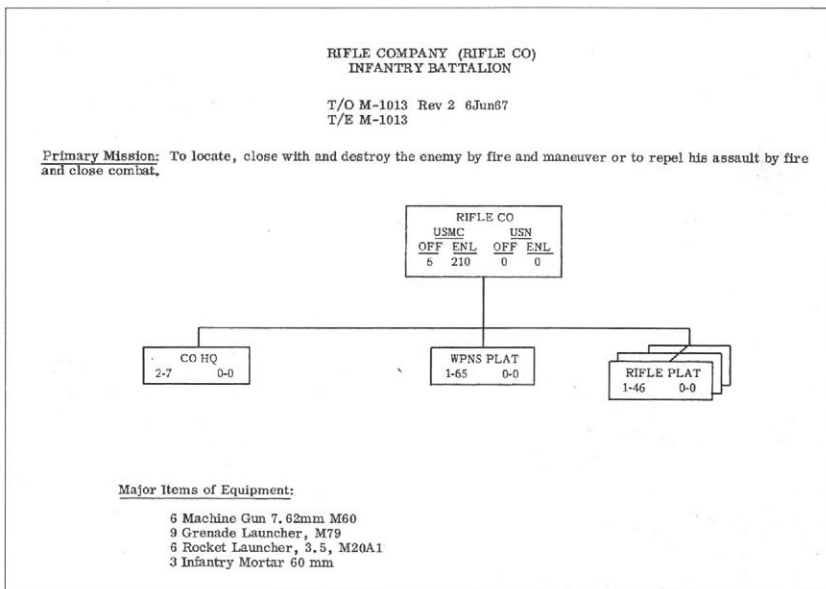 RIFLE COMPANY (RIFLE CO)
INFANTRY BATTALION
T/O M-1013 Rev 2 6Jun67
T/E M-1013
Primary Mission: To locate, close with and destroy the enemy by fire and maneuver or to repel his assault by fire
and close combat.
RIFLE CO
USMC USN
OFF ENL OFF ENL
6 210 0 0
CO HQ
2-7 0-0
WPNS PLAT
1-65 0-0
RIFLE PLAT
1-46 0-0
Major Items of Equipment:
6 Machine Gun 7.62mm M60
9 Grenade Launcher, M79
6 Rocket Launcher, 3.5, M20A1
3 Infantry Mortar 60 mm